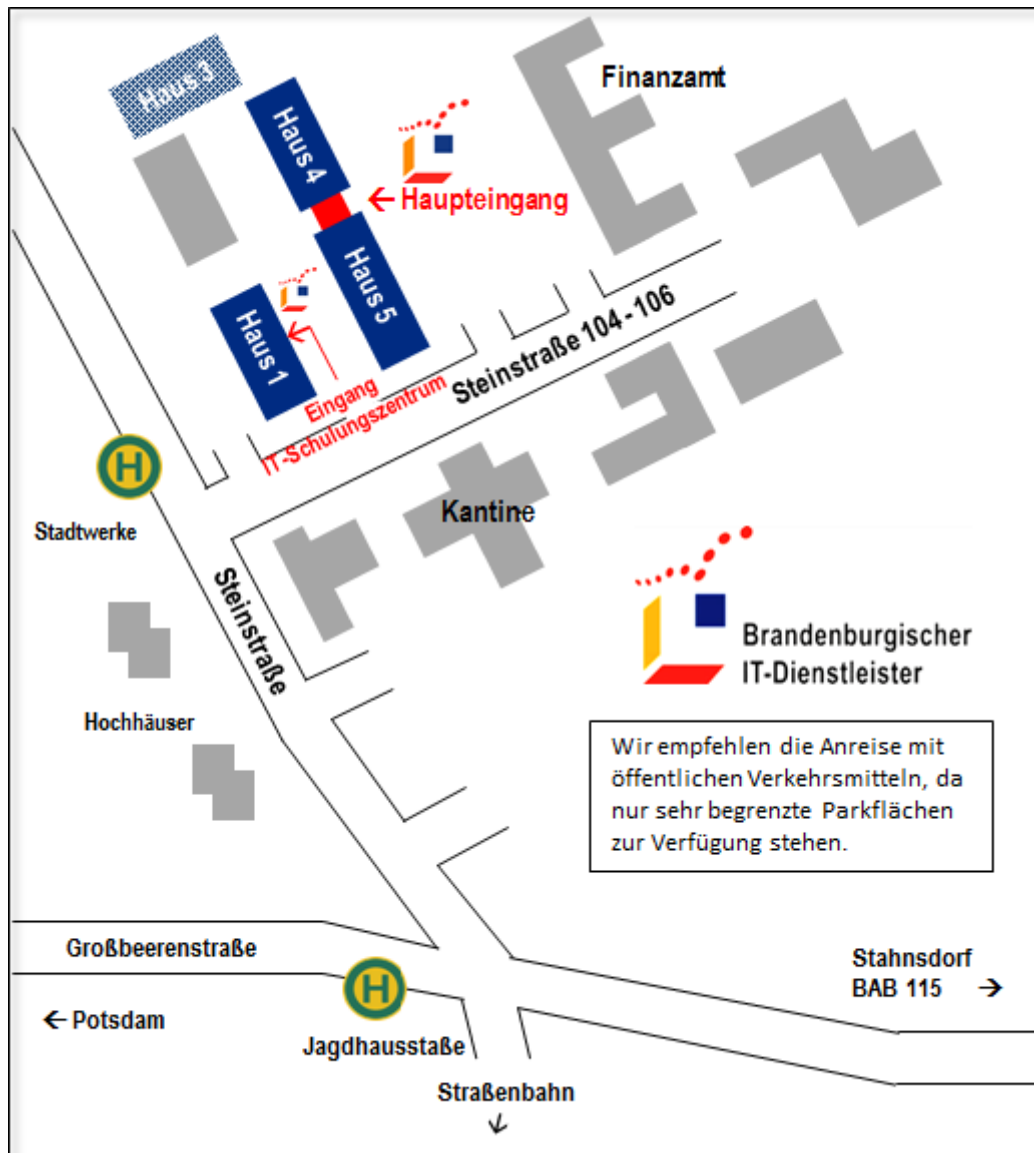 Haus 3
Haus 4
Finanzamt
Haupteingang
Haus 5
Haus 1
Eingang
IT-Schulungszentrum
Steinstraße 104 - 106
H
Stadtwerke
Kantine
Steinstraße
Brandenburgischer
IT-Dienstleister
Hochhäuser
Wir empfehlen die Anreise mit
öffentlichen Verkehrsmitteln, da
nur sehr begrenzte Parkflächen
zur Verfügung stehen.
Großbeerenstraße
Stahnsdorf
BAB 115 →
H
← Potsdam
Jagdhausstaße
Straßenbahn